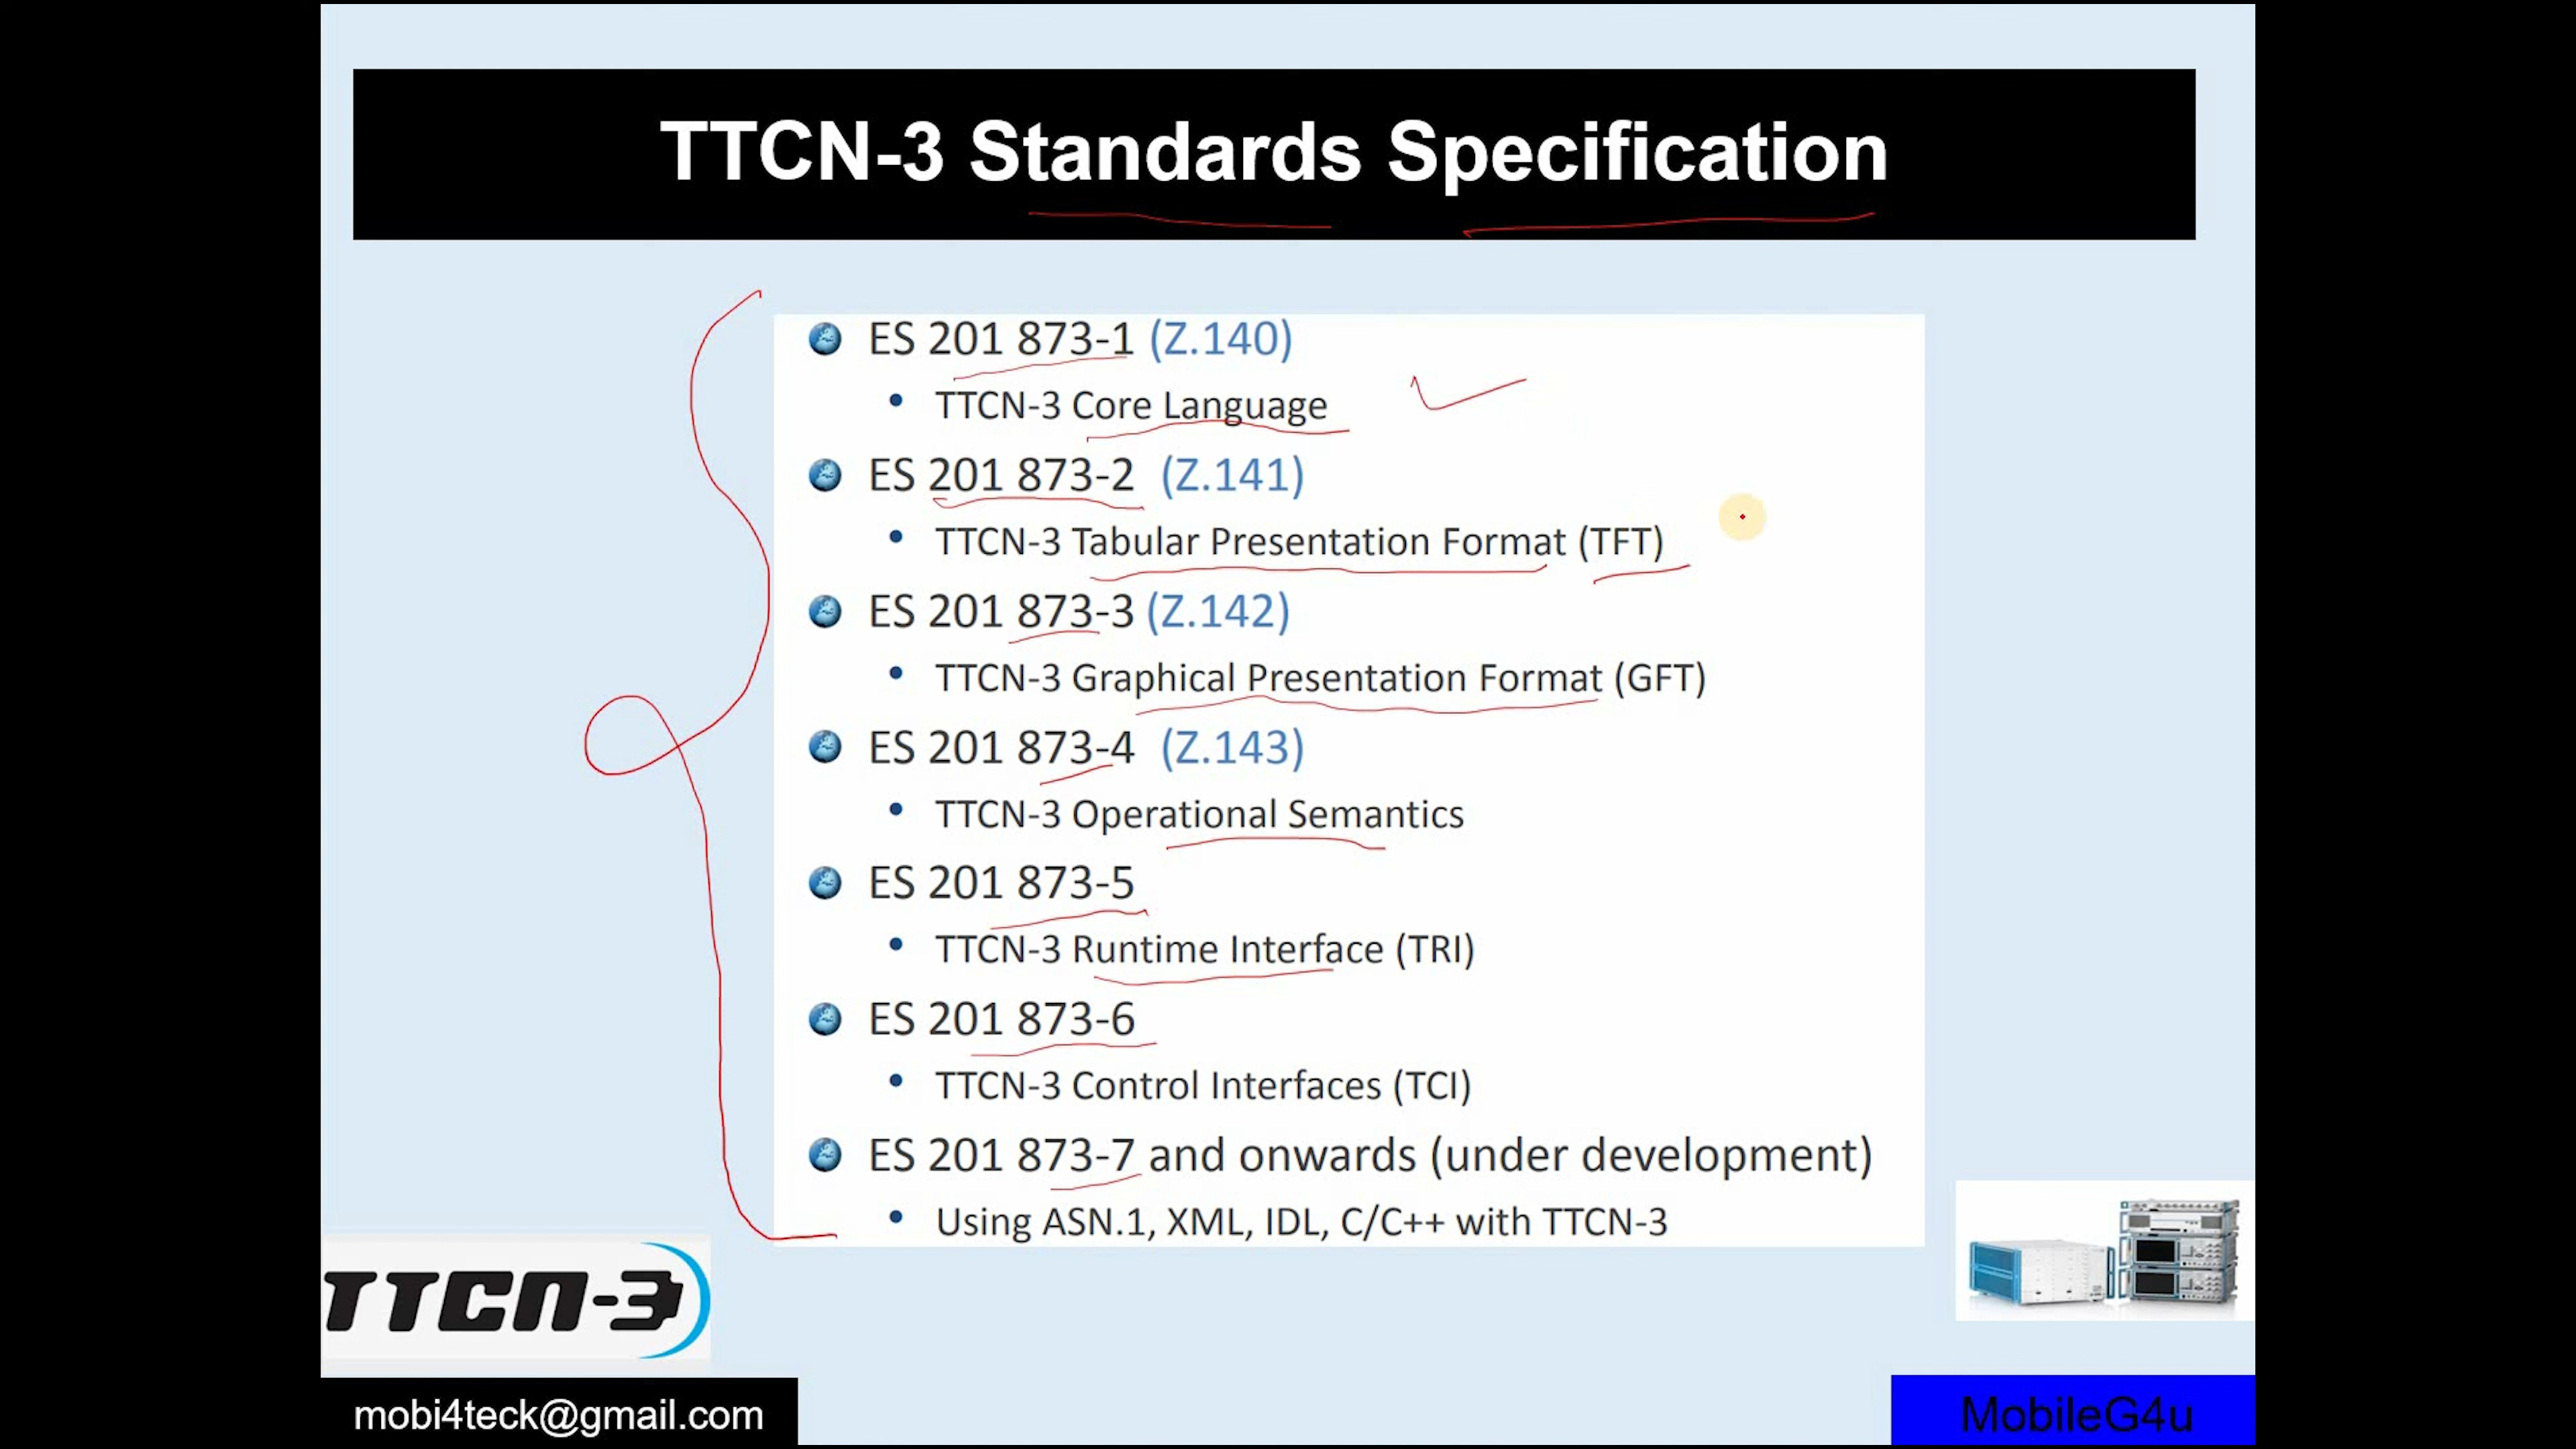 TTCN-3 Standards Specification
ES 201 873-1 (Z.140)
• TTCN-3 Core Language
ES 201 873-2 (Z.141)
• TTCN-3 Tabular Presentation Format (TFT)
ES 201 873-3 (Z.142)
• TTCN-3 Graphical Presentation Format (GFT)
ES 201 873-4 (Z.143)
• TTCN-3 Operational Semantics
ES 201 873-5
• TTCN-3 Runtime Interface (TRI)
ES 201 873-6
• TTCN-3 Control Interfaces (TCI)
ES 201 873-7 and onwards (under development)
• Using ASN.1, XML, IDL, C/C++ with TTCN-3
TTCN-3
mobi4teck@gmail.com
MobileG4u